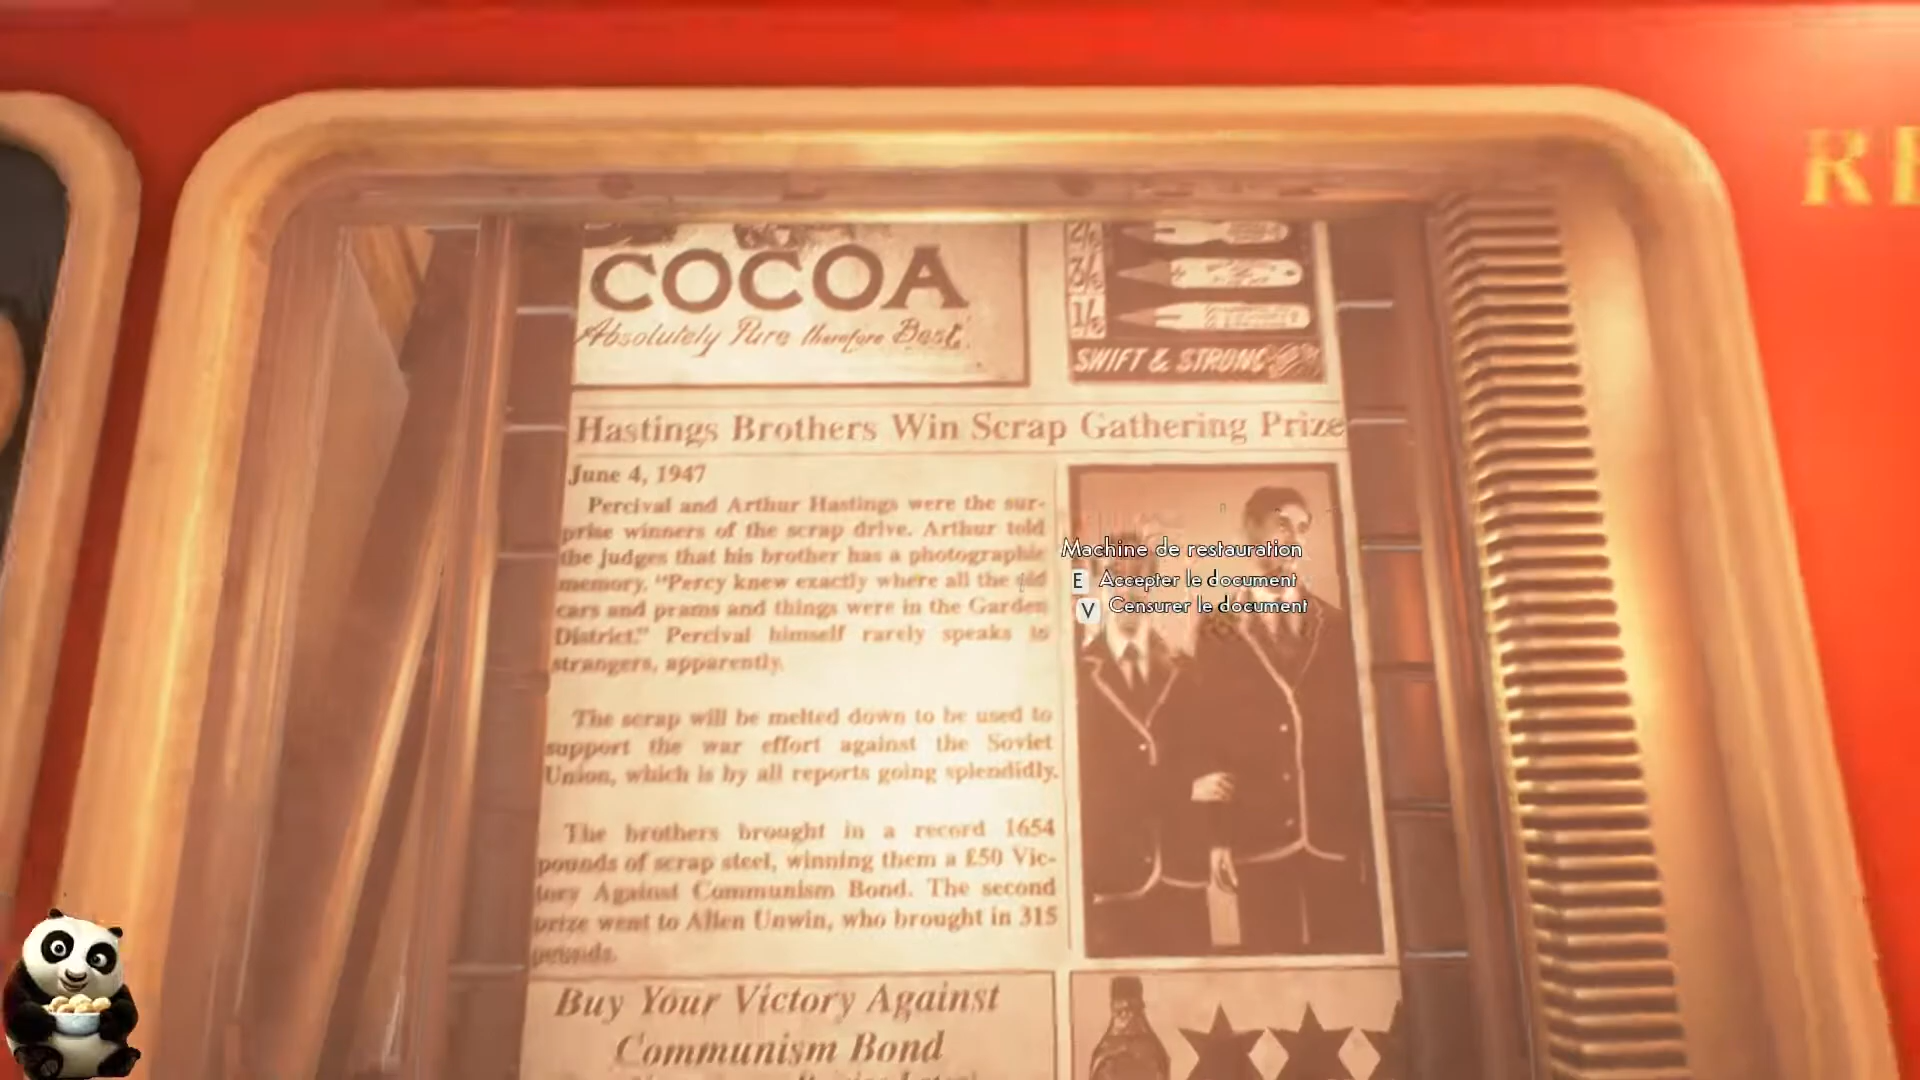 COCOA
Absolutely Pure therefore Best.
2/6
3/6
1/6
SWIFT & STRONG
Hastings Brothers Win Scrap Gathering Prize
June 4, 1947
Percival and Arthur Hastings were the sur-
prise winners of the scrap drive. Arthur told
the judges that his brother has a photographic
memory. “Percy knew exactly where all the old
cars and prams and things were in the Garden
District.” Percival himself rarely speaks to
strangers, apparently.
The scrap will be melted down to be used to
support the war effort against the Soviet
Union, which is by all reports going splendidly.
The brothers brought in a record 1654
pounds of scrap steel, winning them a £50 Vic-
tory Against Communism Bond. The second
prize went to Allen Unwin, who brought in 315
pounds.
Machine de restauration
E Accepter le document
V Censurer le document
Buy Your Victory Against
Communism Bond
RE